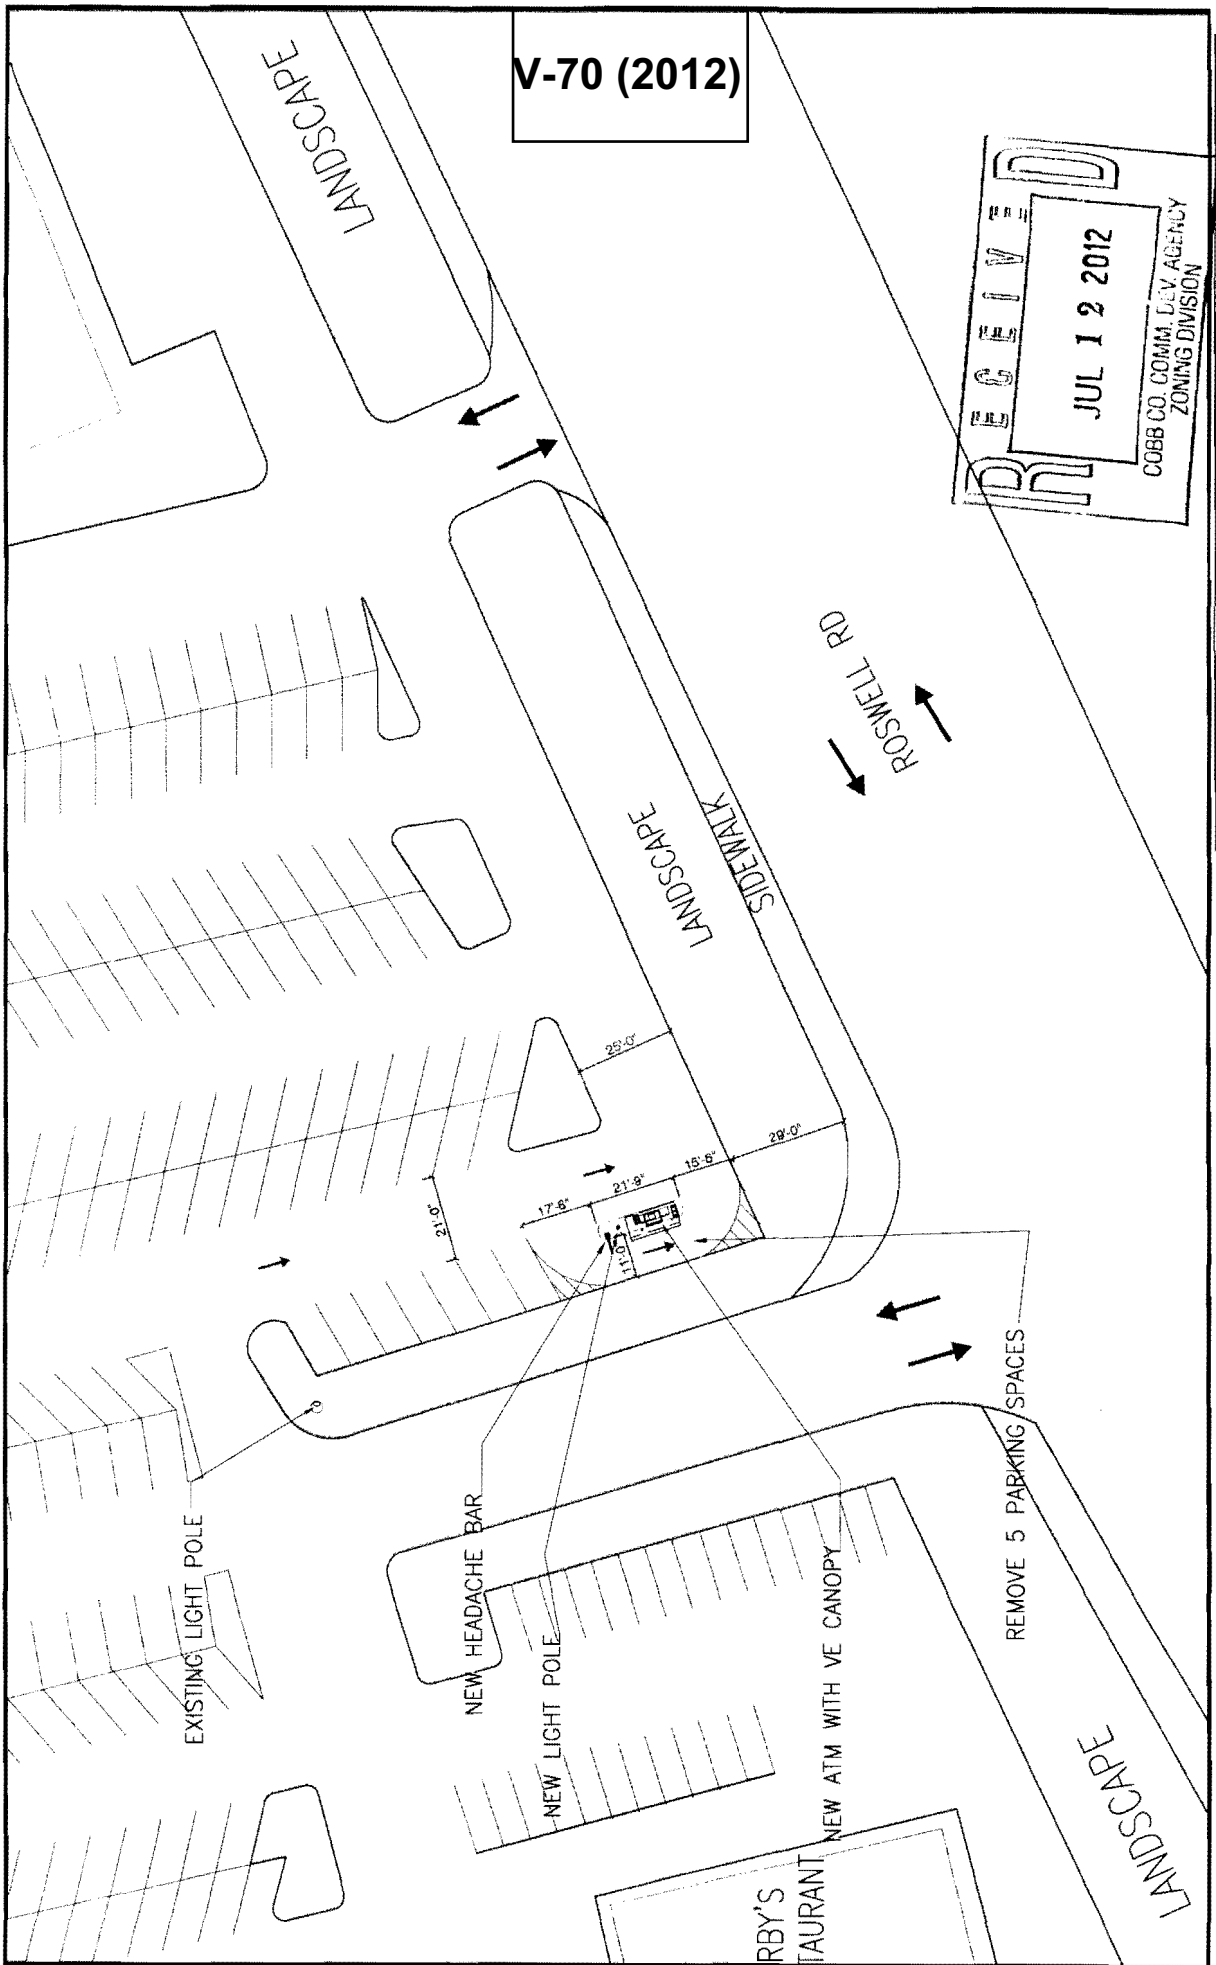 V-70 (2012)
LANDSCAPE
RECEIVED
JUL 12 2012
COBB CO. COMM. DEV. AGENCY
ZONING DIVISION
ROSWELL RD
LANDSCAPE
SIDEWALK
25'-0"
29'-0"
15'-6"
21'-9"
17'-6"
21'-0"
11'-0"
EXISTING LIGHT POLE
NEW HEADACHE BAR
NEW LIGHT POLE
NEW ATM WITH VE CANOPY
REMOVE 5 PARKING SPACES
RBY'S
TAURANT
LANDSCAPE